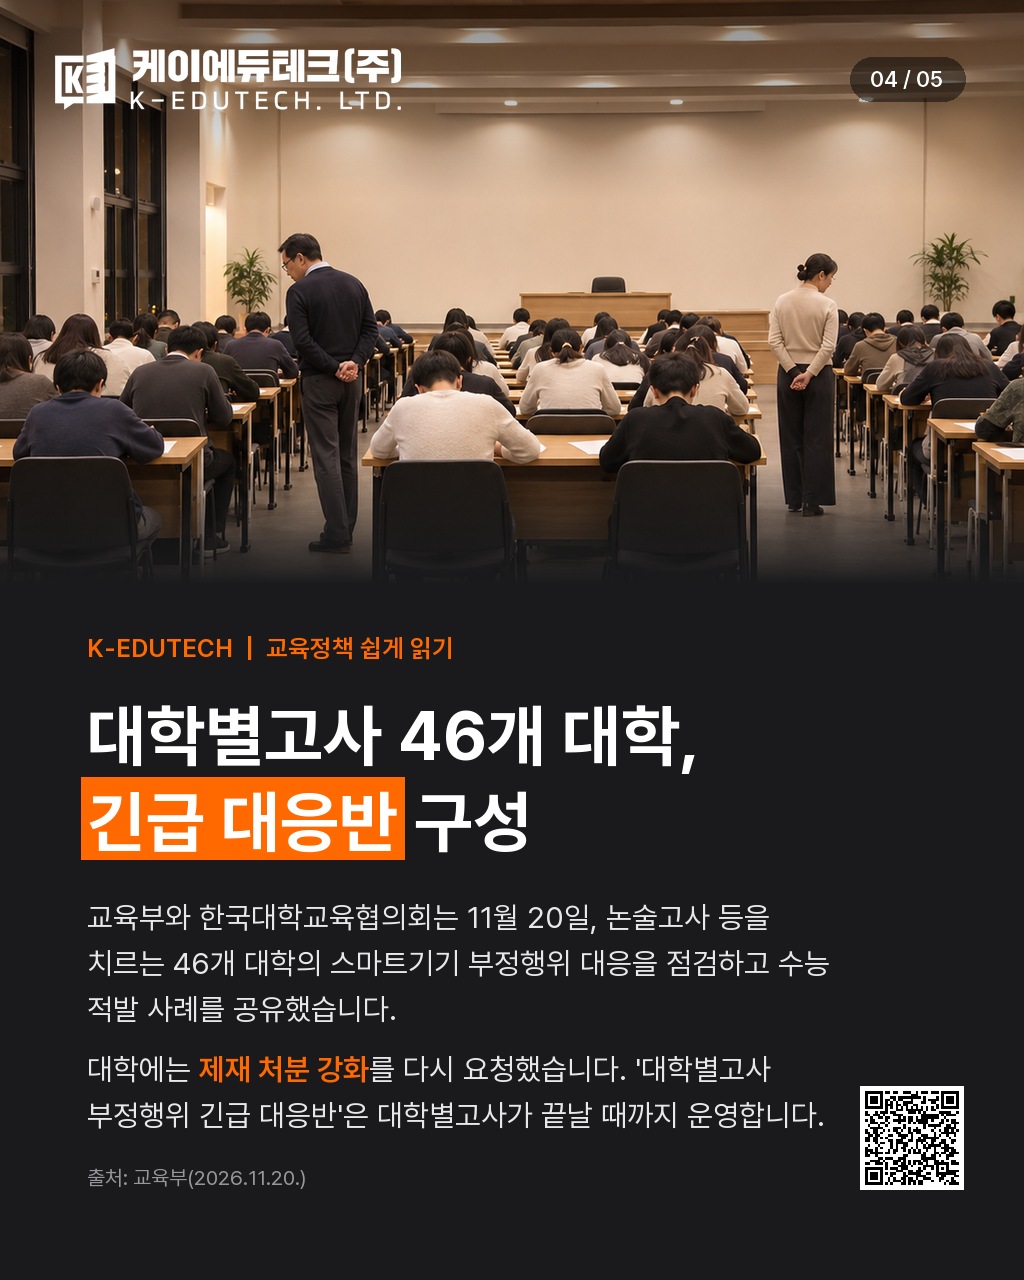 케이에듀테크(주)
K-EDUTECH. LTD.
04 / 05
K-EDUTECH | 교육정책 쉽게 읽기
대학별고사 46개 대학,
긴급 대응반 구성
교육부와 한국대학교육협의회는 11월 20일, 논술고사 등을
치르는 46개 대학의 스마트기기 부정행위 대응을 점검하고 수능
적발 사례를 공유했습니다.
대학에는 제재 처분 강화를 다시 요청했습니다. '대학별고사
부정행위 긴급 대응반'은 대학별고사가 끝날 때까지 운영합니다.
출처: 교육부(2026.11.20.)